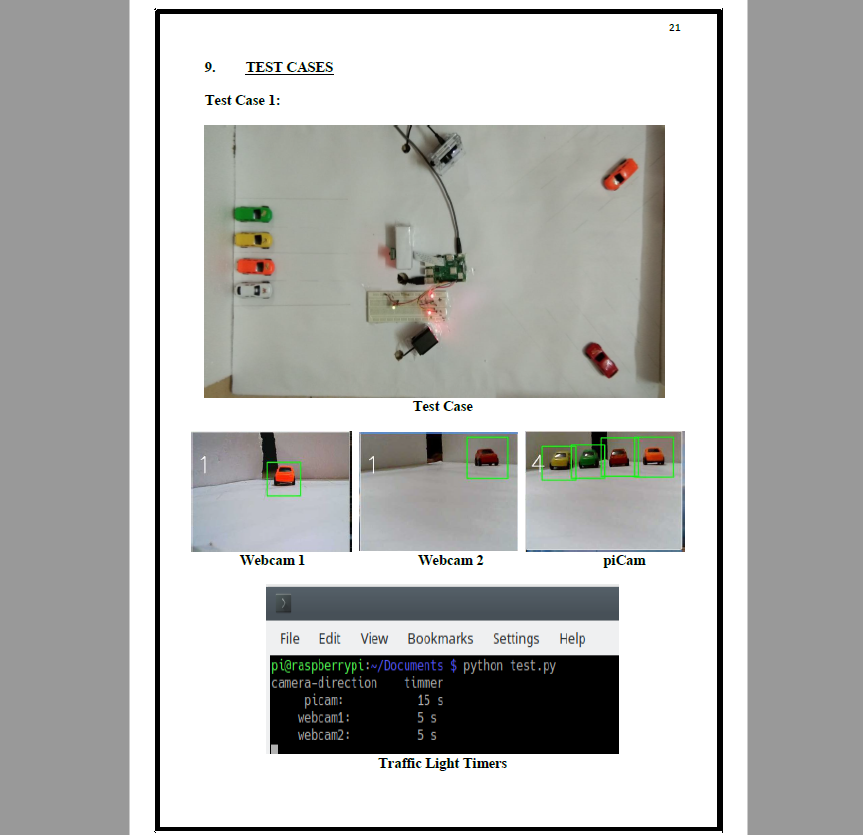 21
9. TEST CASES
Test Case 1:
Test Case
1 1 4
Webcam 1 Webcam 2 piCam
File Edit View Bookmarks Settings Help
pi@raspberrypi:~/Documents $ python test.py
camera-direction timmer
picam: 15 s
webcam1: 5 s
webcam2: 5 s
Traffic Light Timers